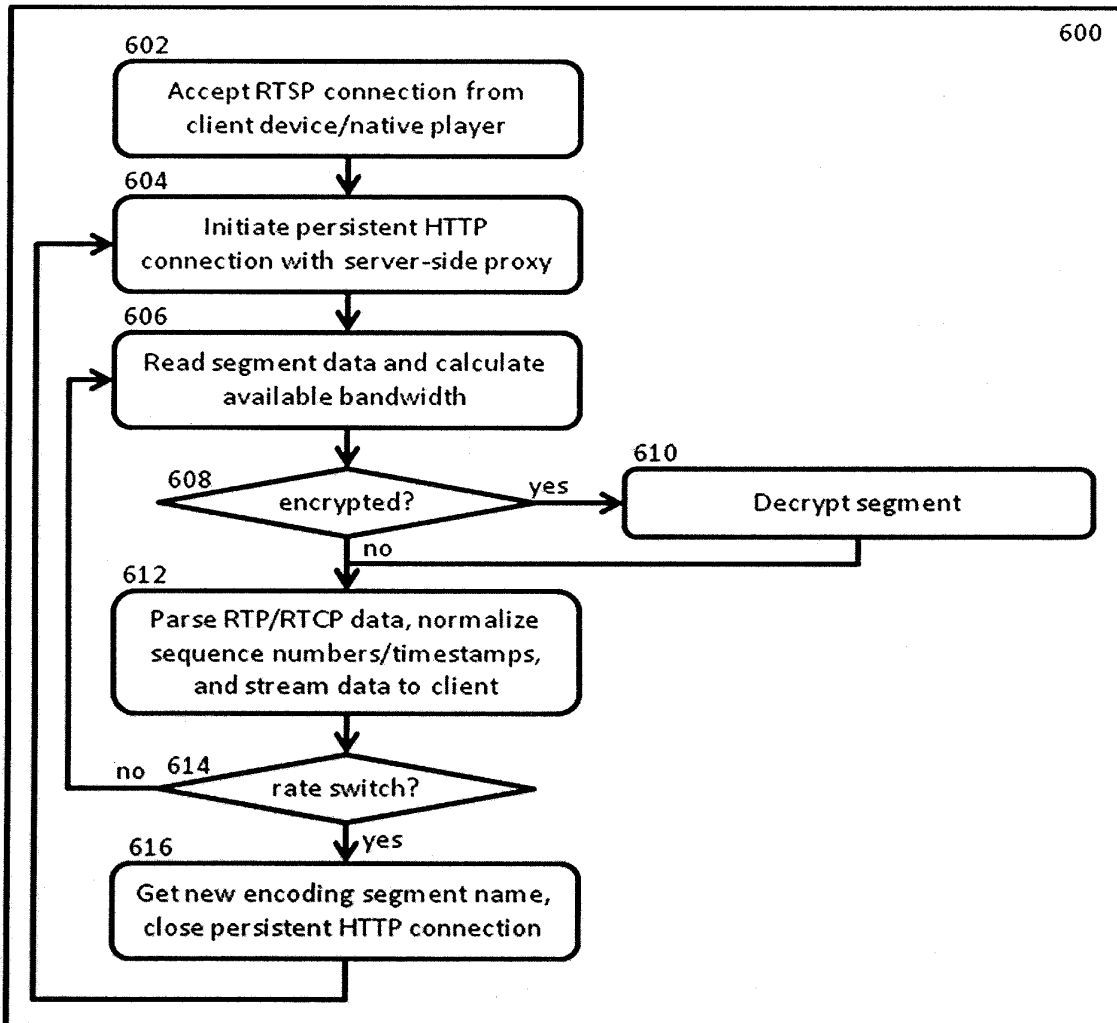 600
602
Accept RTSP connection from
client device/native player
604
Initiate persistent HTTP
connection with server-side proxy
606
Read segment data and calculate
available bandwidth
608
encrypted?
yes
610
Decrypt segment
no
612
Parse RTP/RTCP data, normalize
sequence numbers/timestamps,
and stream data to client
no
614
rate switch?
yes
616
Get new encoding segment name,
close persistent HTTP connection